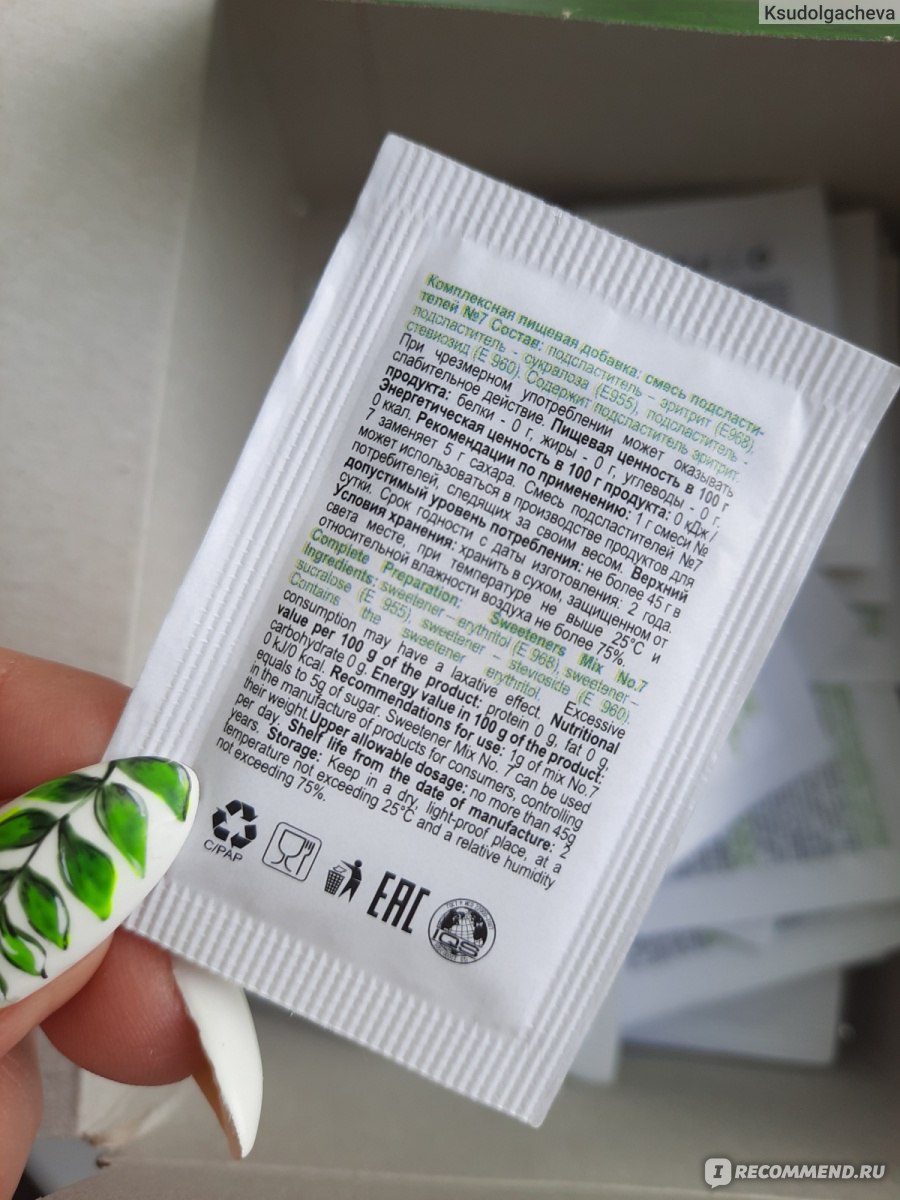 Ksudolgacheva
Комплексная пищевая добавка: смесь подсласти-
телей №7 Состав: подсластитель - эритрит (E968),
подсластитель - сукралоза (E955), подсластитель -
стевиозид (E 960). Содержит подсластитель эритрит.
При чрезмерном употреблении может оказывать
слабительное действие. Пищевая ценность в 100 г
продукта: белки - 0 г, жиры - 0 г, углеводы - 0 г.
Энергетическая ценность в 100 г продукта: 0 кДж /
0 ккал. Рекомендации по применению: 1 г смеси №
7 заменяет 5 г сахара. Смесь подсластителей №7
может использоваться в производстве продуктов для
потребителей, следящих за своим весом. Верхний
допустимый уровень потребления: не более 45 г в
сутки. Срок годности с даты изготовления: 2 года.
Условия хранения: хранить в сухом, защищенном от
света месте, при температуре не выше 25°C и
относительной влажности воздуха не более 75%.
Complete Preparation: Sweeteners Mix No.7
Ingredients: sweetener – erythritol (E 968), sweetener –
sucralose (E 955), sweetener – stevioside (E 960).
Contains the sweetener erythritol. Excessive
consumption may have a laxative effect. Nutritional
value per 100 g of the product: protein 0 g, fat 0 g,
carbohydrate 0 g. Energy value in 100 g of the product:
0 kJ/0 kcal. Recommendations for use: 1 g of mix No.7
equals to 5g of sugar. Sweetener Mix No. 7 can be used
in the manufacture of products for consumers, controlling
their weight.Upper allowable dosage: no more than 45g
per day. Shelf life from the date of manufacture: 2
years. Storage: Keep in a dry, light-proof place, at a
temperature not exceeding 25°C and a relative humidity
not exceeding 75%.
C/PAP
EAC
IQS
IRECOMMEND.RU